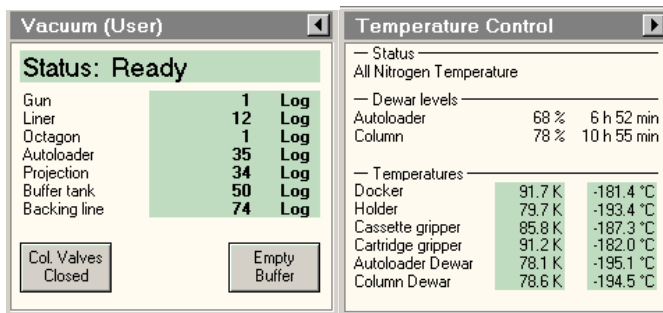 Vacuum (User)
Status: Ready
Gun 1 Log
Liner 12 Log
Octagon 1 Log
Autoloader 35 Log
Projection 34 Log
Buffer tank 50 Log
Backing line 74 Log
Col. Valves
Closed
Empty
Buffer
Temperature Control
Status
All Nitrogen Temperature
Dewar levels
Autoloader 68 % 6 h 52 min
Column 78 % 10 h 55 min
Temperatures
Docker 91.7 K -181.4 °C
Holder 79.7 K -193.4 °C
Cassette gripper 85.8 K -187.3 °C
Cartridge gripper 91.2 K -182.0 °C
Autoloader Dewar 78.1 K -195.1 °C
Column Dewar 78.6 K -194.5 °C